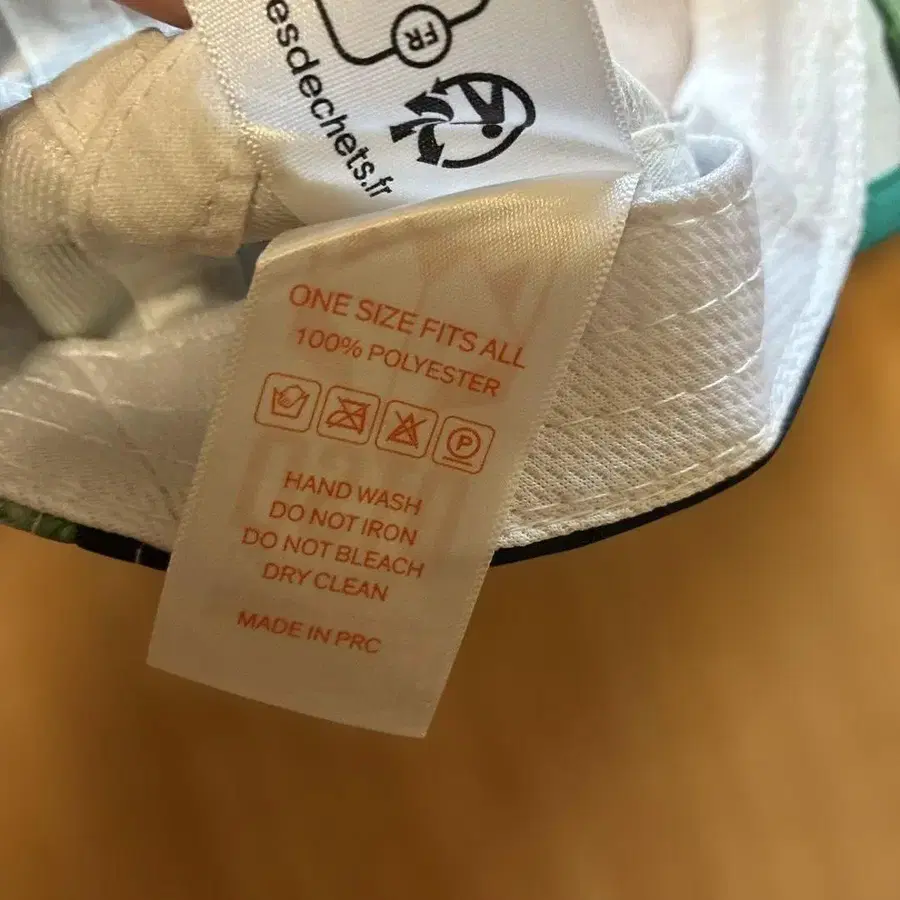 FR
esdechets.fr
ONE SIZE FITS ALL
100% POLYESTER
P
HAND WASH
DO NOT IRON
DO NOT BLEACH
DRY CLEAN
MADE IN PRC